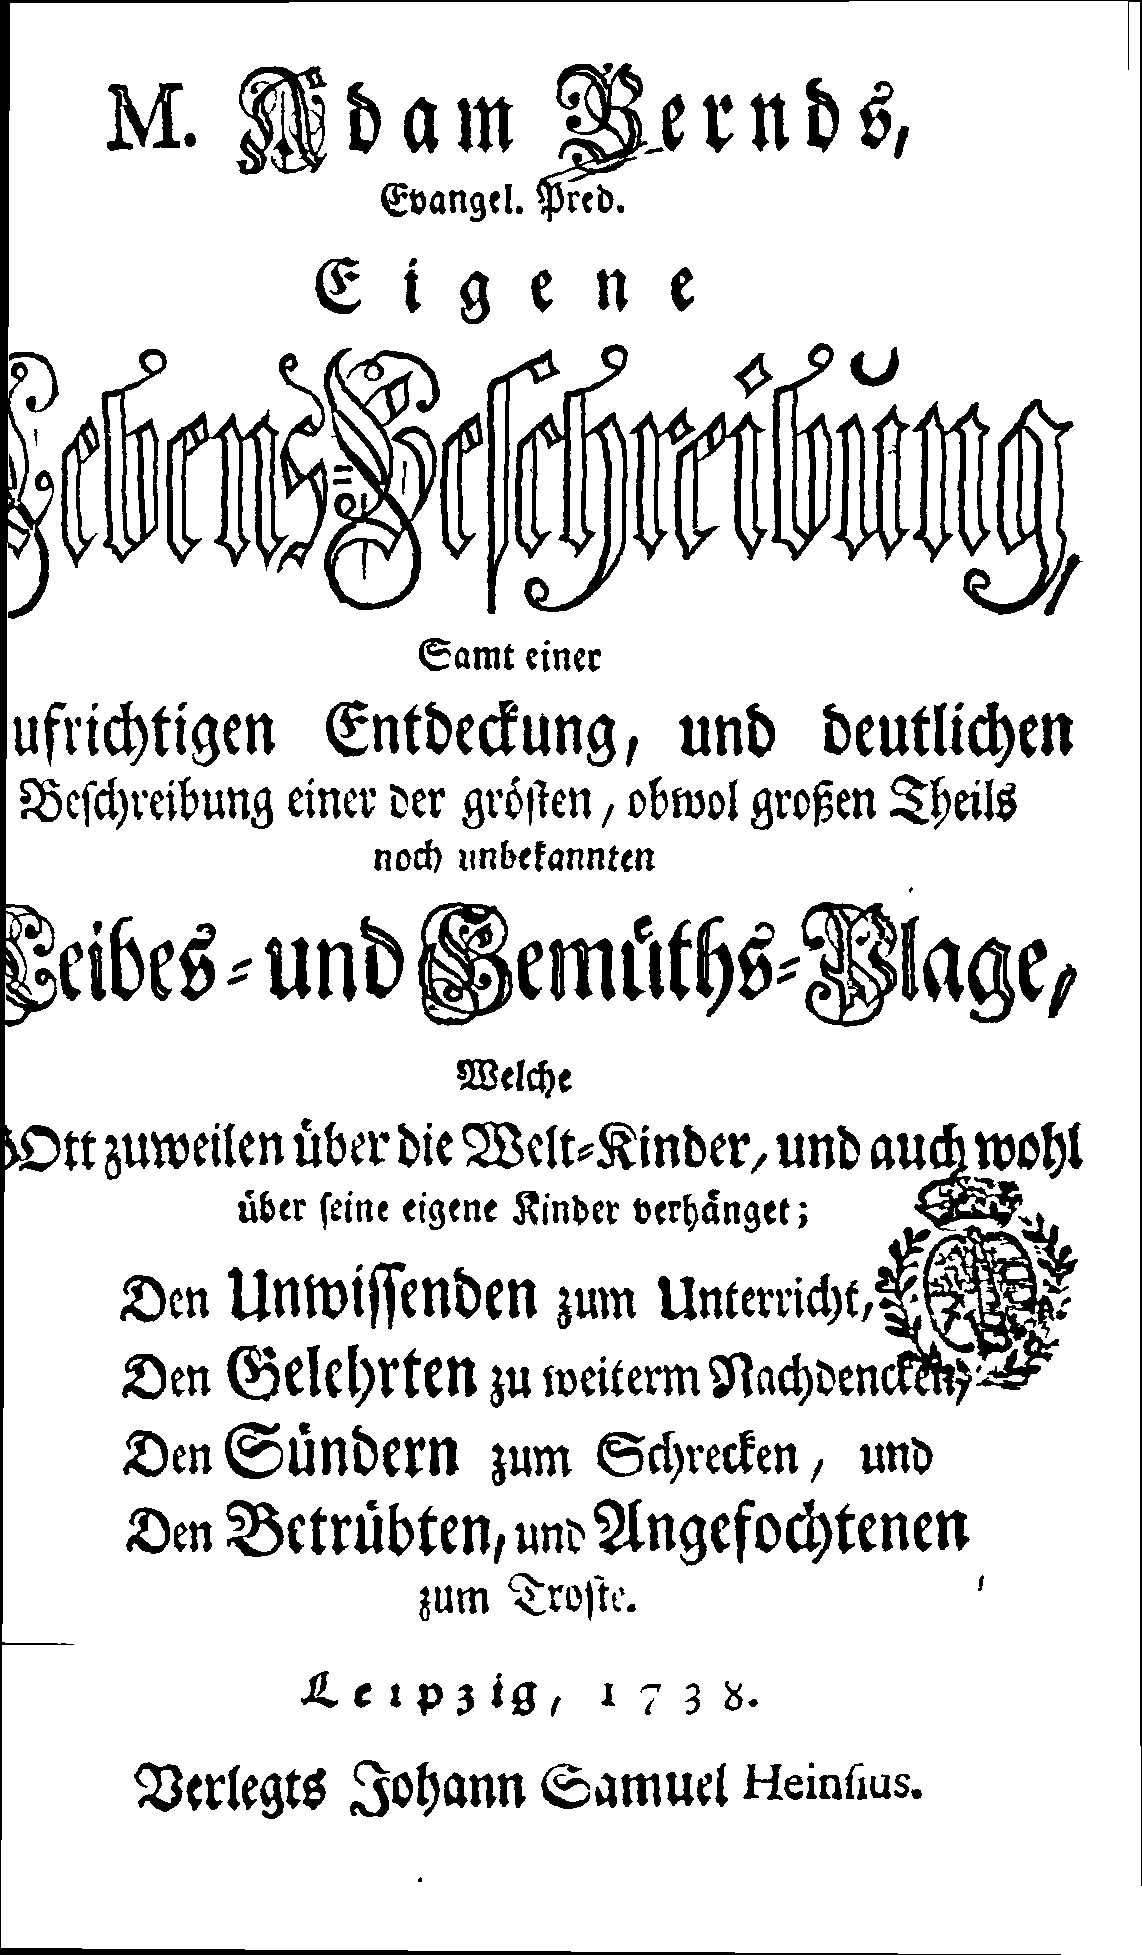 M. Adam Bernds,
Evangel. Pred.
Eigene
Lebens-Beschreibung,
Samt einer
ufrichtigen Entdeckung, und deutlichen
Beschreibung einer der grösten, obwol großen Theils
noch unbekannten
Leibes- und Gemüths-Plage,
Welche
GOtt zuweilen über die Welt-Kinder, und auch wohl
über seine eigene Kinder verhänget;
Den Unwissenden zum Unterricht,
Den Gelehrten zu weiterm Nachdencken,
Den Sündern zum Schrecken, und
Den Betrübten, und Angefochtenen
zum Troste.
Leipzig, 1738.
Verlegts Johann Samuel Heinsius.